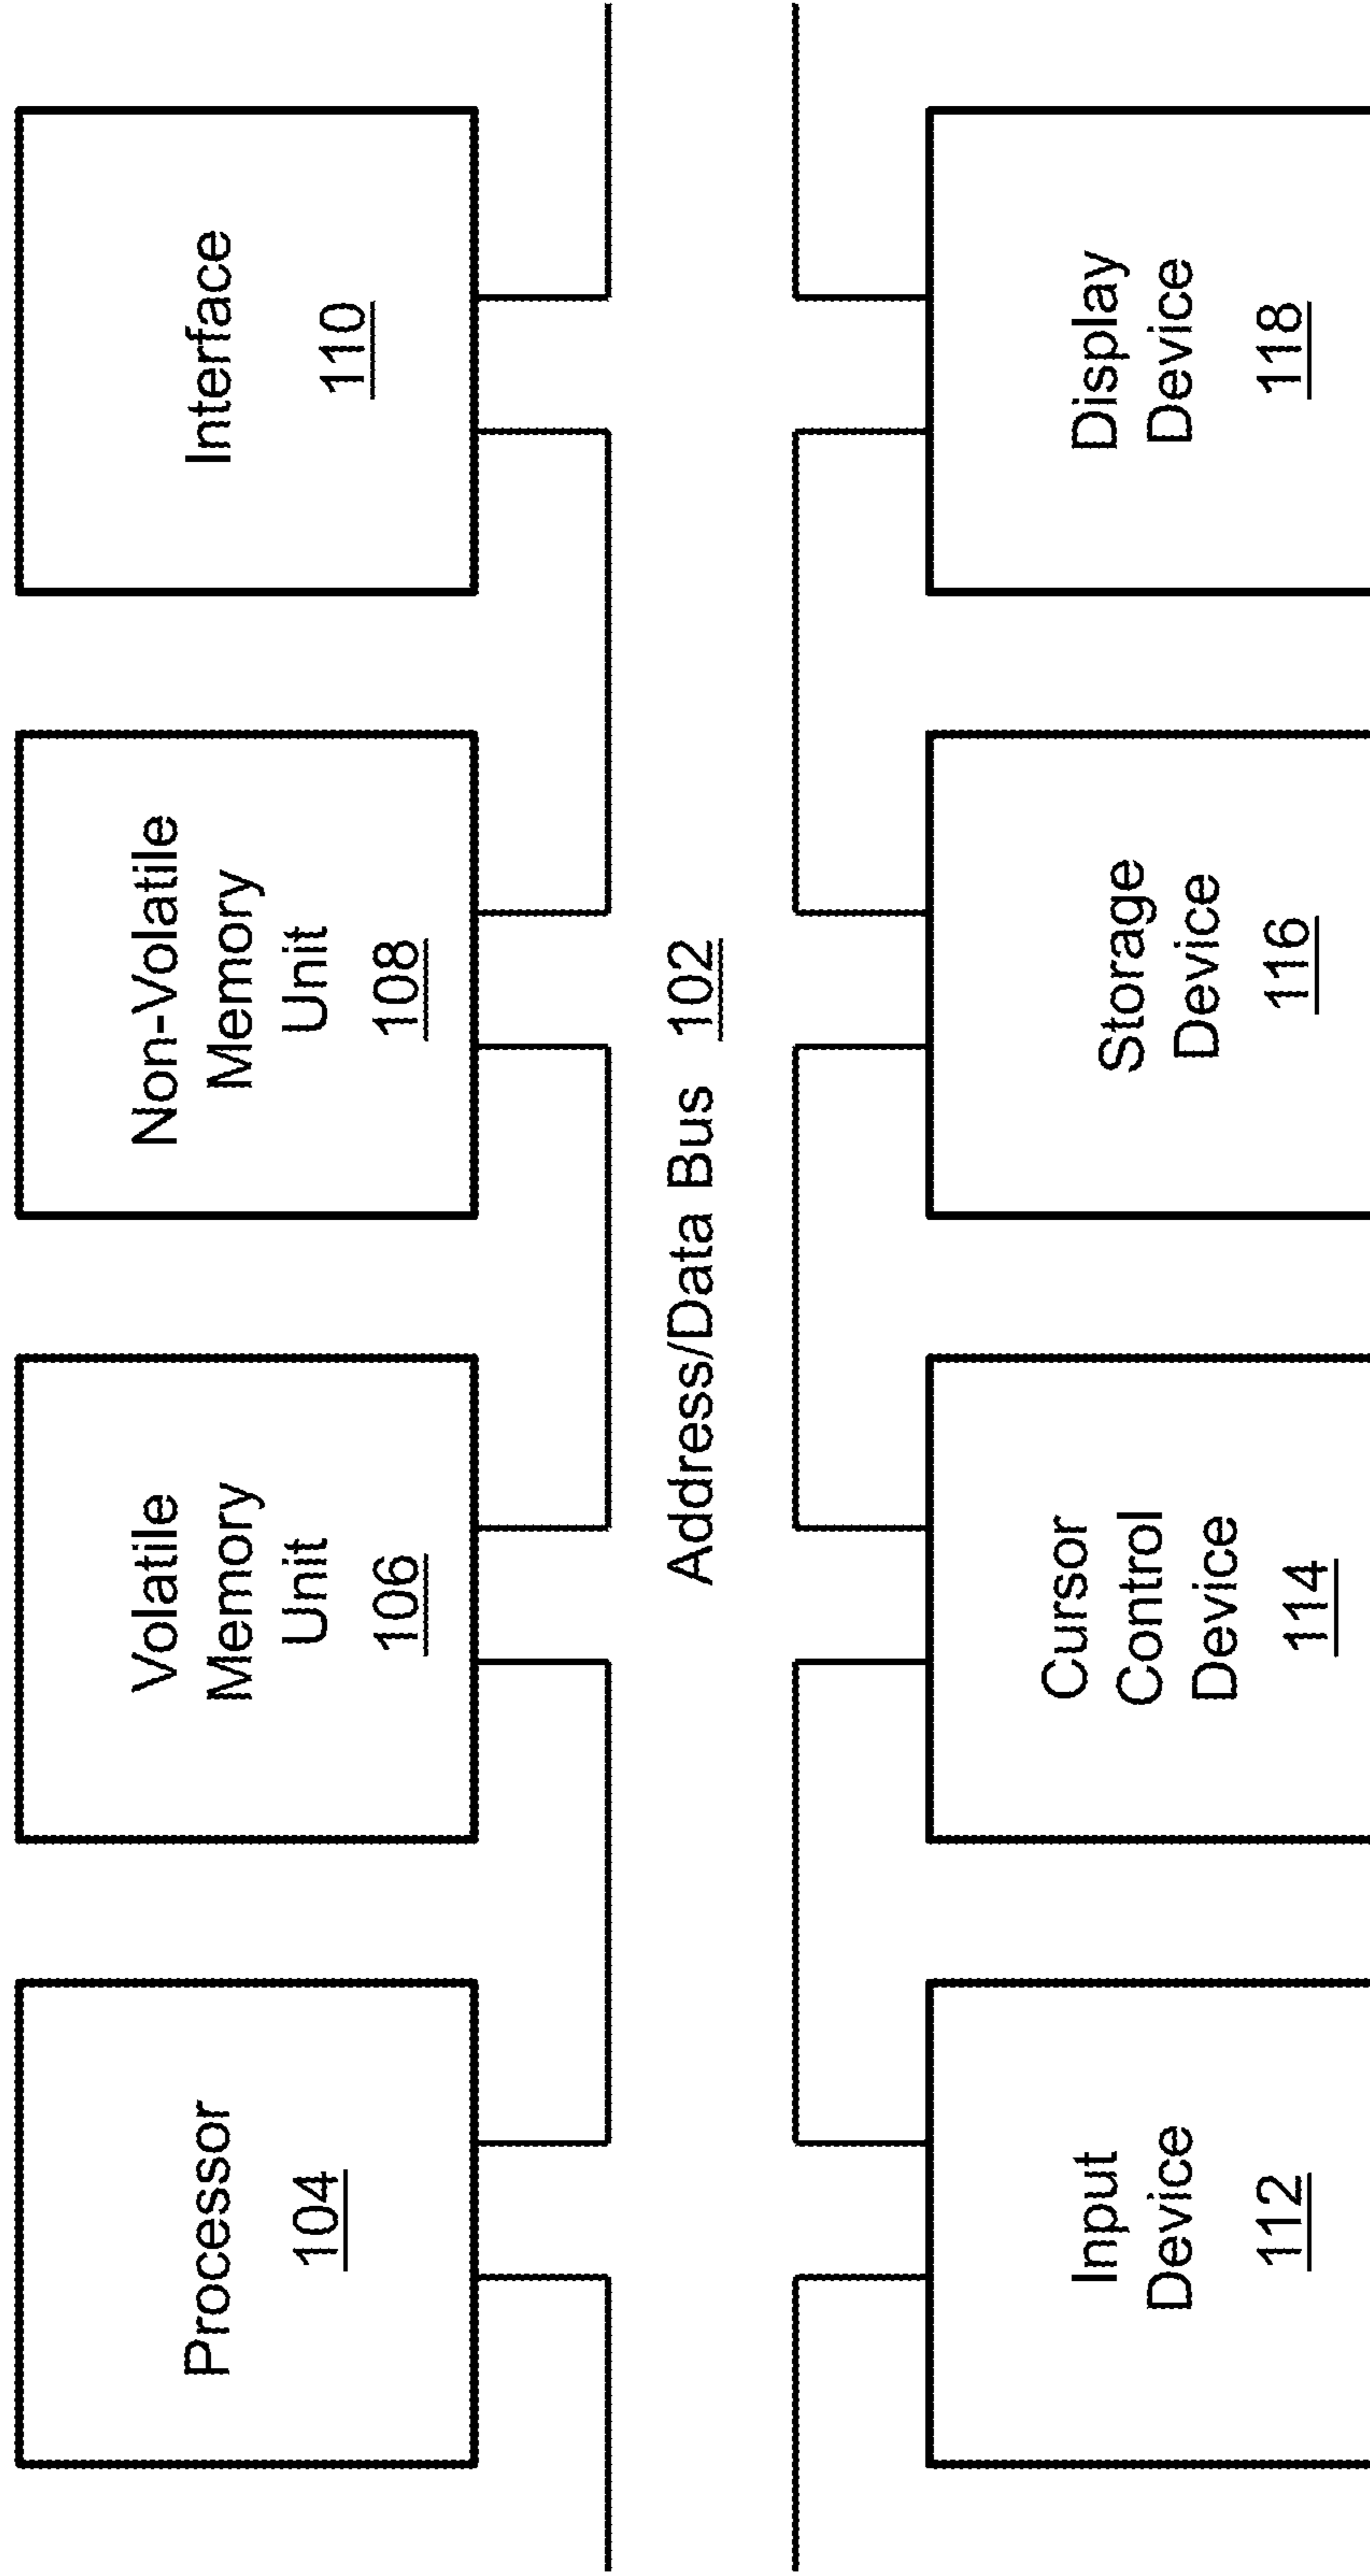 Processor
104
Volatile
Memory
Unit
106
Non-Volatile
Memory
Unit
108
Interface
110
Address/Data Bus 102
Input
Device
112
Cursor
Control
Device
114
Storage
Device
116
Display
Device
118